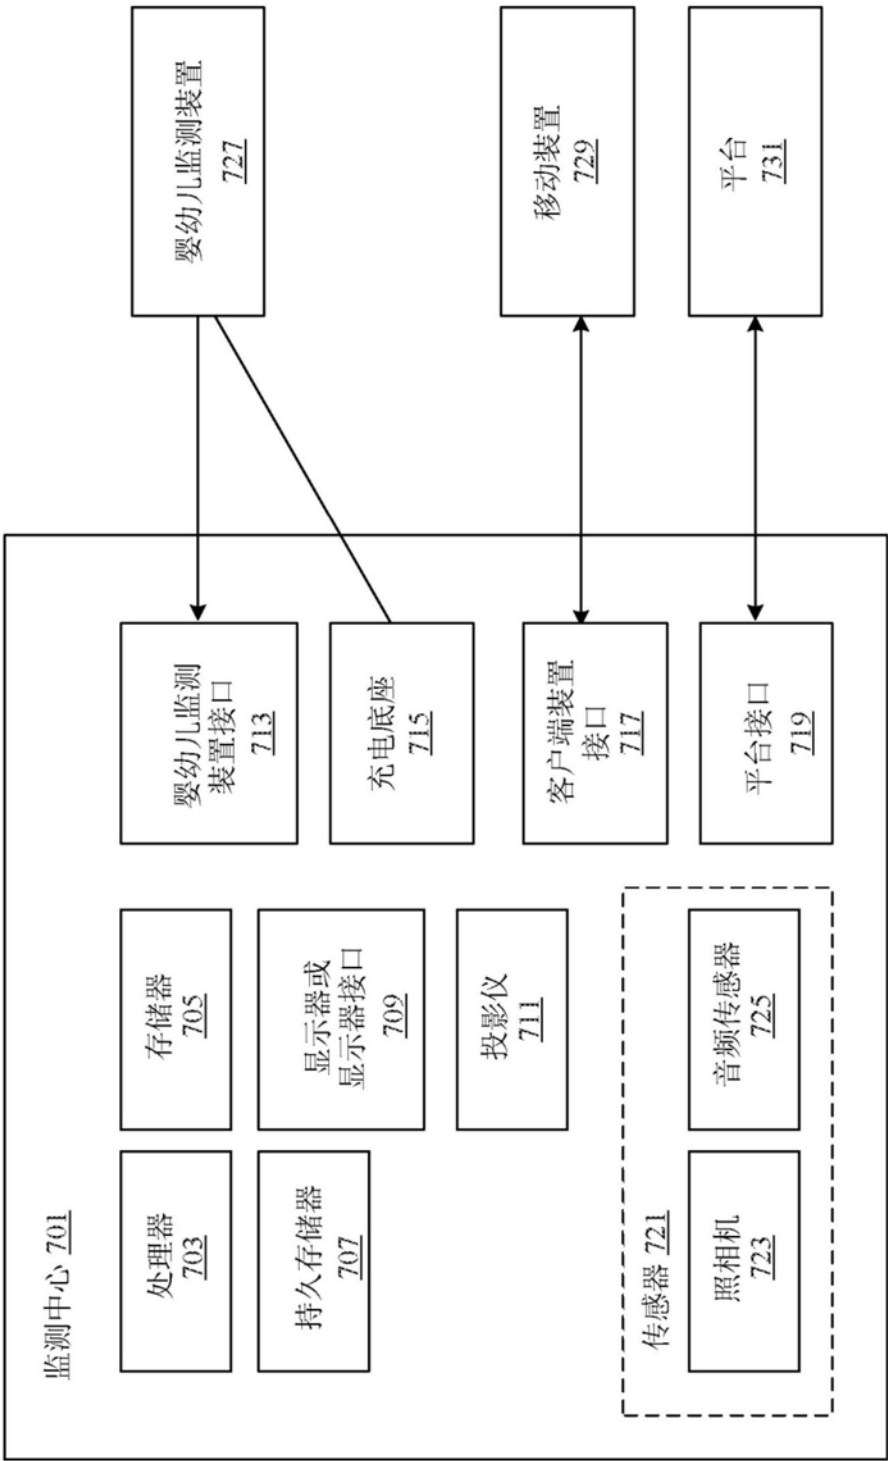 监测中心 701
处理器
703
存储器
705
婴幼儿监测
装置接口
713
婴幼儿监测装置
727
持久存储器
707
显示器或
显示器接口
709
充电底座
715
投影仪
711
客户端装置
接口
717
移动装置
729
传感器 721
照相机
723
音频传感器
725
平台接口
719
平台
731